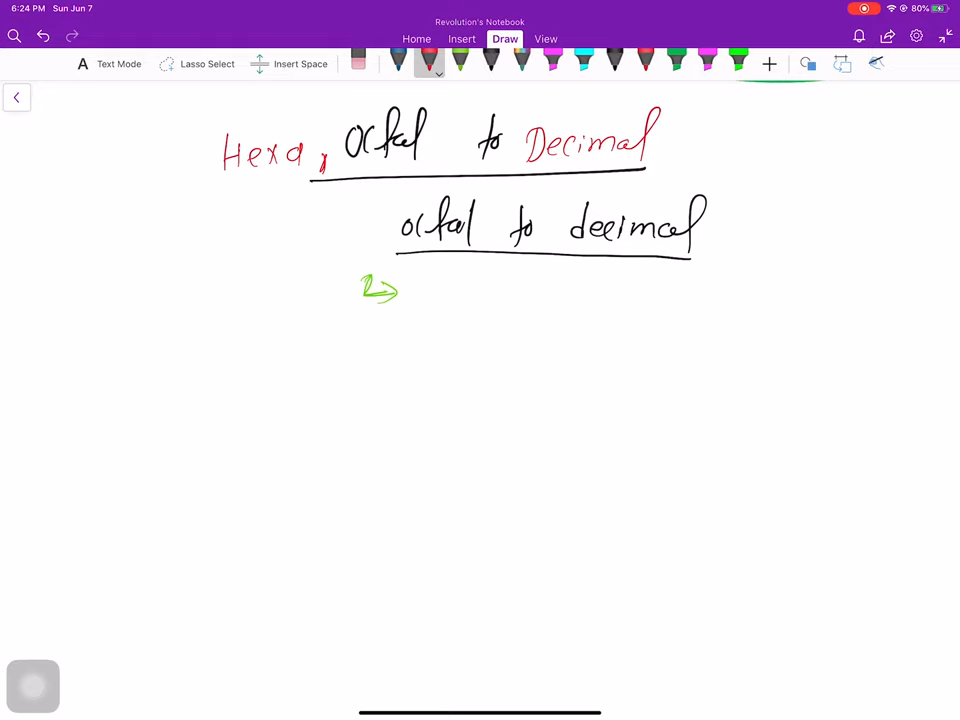 6:24 PM Sun Jun 7
80%
Revolution's Notebook
Home Insert Draw View
A Text Mode Lasso Select Insert Space
Hexa, Octal to Decimal
octal to decimal